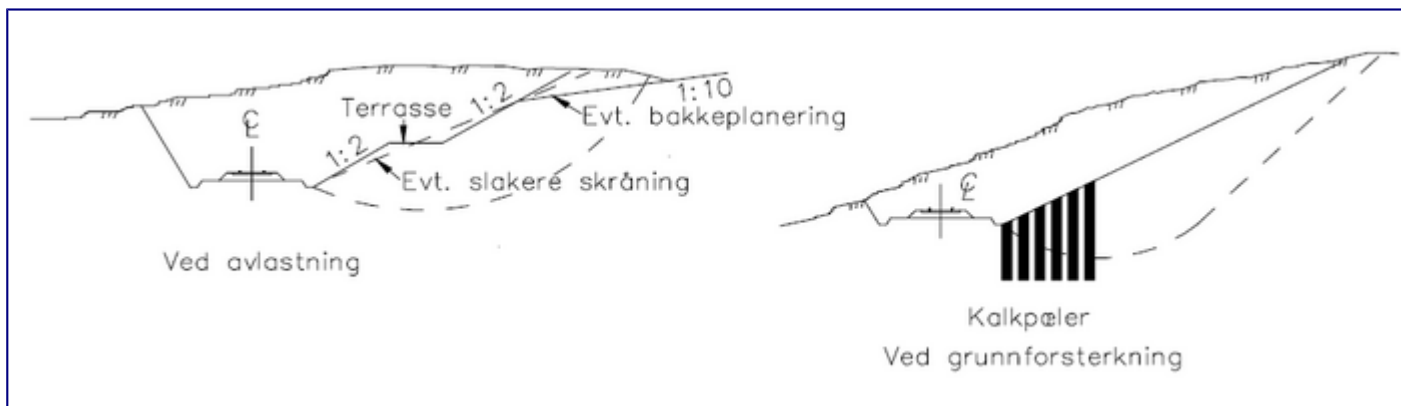 Terrasse
1:2
1:2
1:10
Evt. bakkeplanering
Evt. slakere skråning
℄
Ved avlastning
℄
Kalkpæler
Ved grunnforsterkning